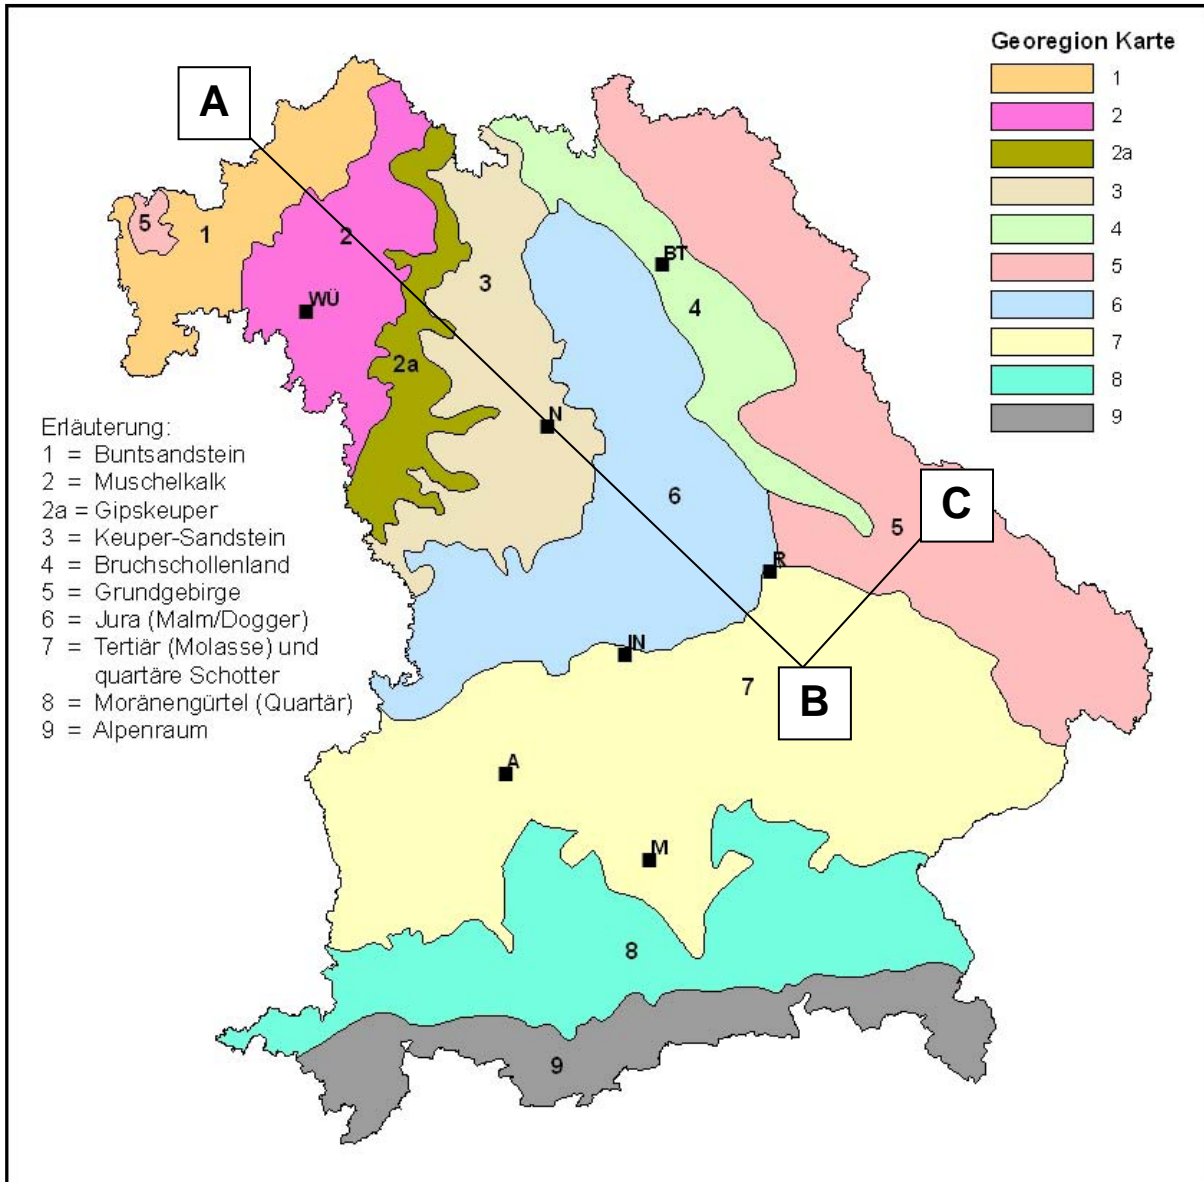 Georegion Karte
1
2
2a
3
4
5
6
7
8
9
A
5
1
2
BT
3
WÜ
4
2a
N
Erläuterung:
1 = Buntsandstein
2 = Muschelkalk
2a = Gipskeuper
3 = Keuper-Sandstein
4 = Bruchschollenland
5 = Grundgebirge
6 = Jura (Malm/Dogger)
7 = Tertiär (Molasse) und
quartäre Schotter
8 = Moränengürtel (Quartär)
9 = Alpenraum
6
C
5
R
IN
7
B
A
M
8
9